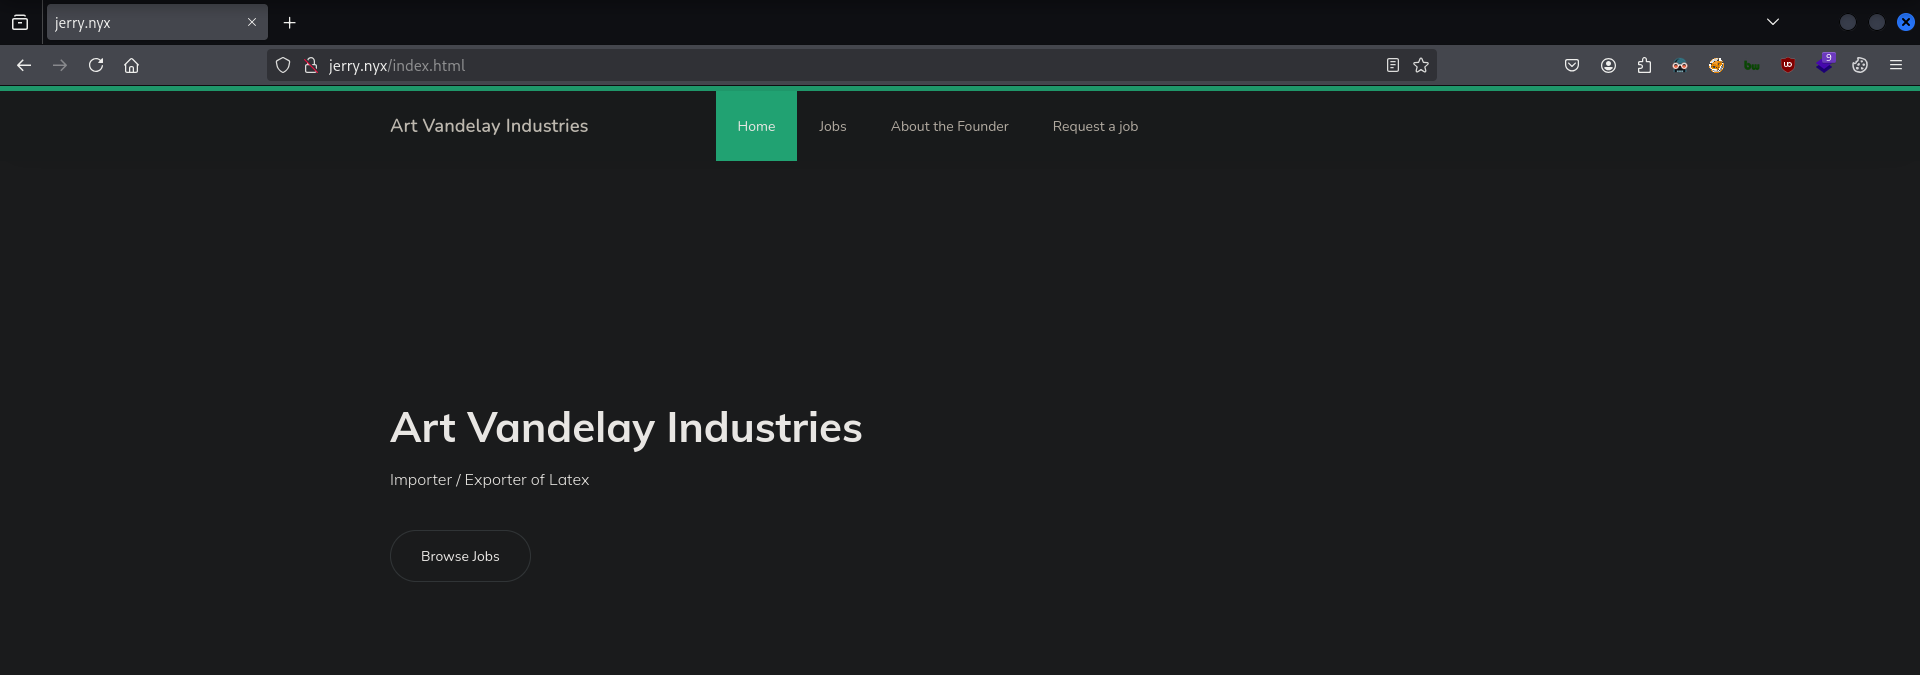 jerry.nyx
jerry.nyx/index.html
9
Art Vandelay Industries
Home
Jobs
About the Founder
Request a job
Art Vandelay Industries
Importer / Exporter of Latex
Browse Jobs